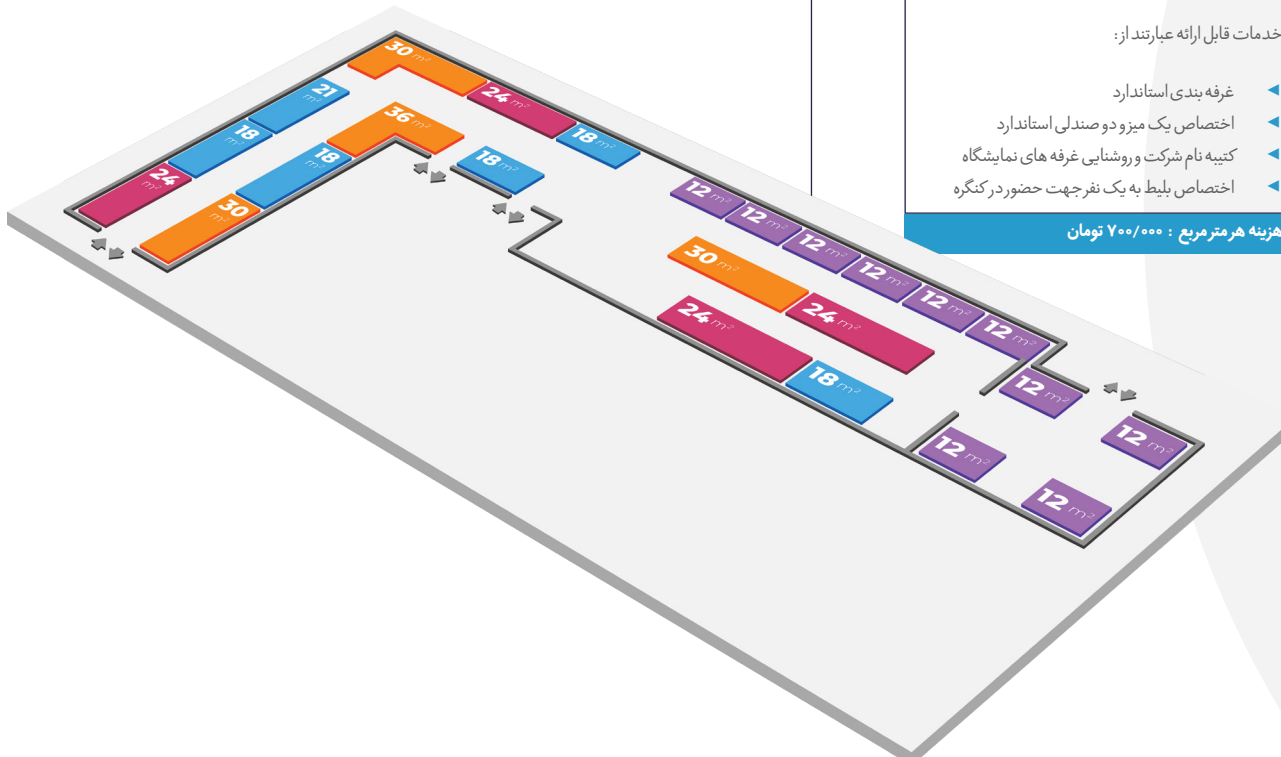 خدمات قابل ارائه عبارتند از:
غرفه بندی استاندارد
اختصاص یک میز و دو صندلی استاندارد
کتیبه نام شرکت و روشنایی غرفه های نمایشگاه
اختصاص بلیط به یک نفر جهت حضور در کنگره
هزینه هر متر مربع : ۷۰۰/۰۰۰ تومان
30 m²
24 m²
18 m²
21 m²
18 m²
24 m²
36 m²
18 m²
30 m²
18 m²
12 m²
12 m²
12 m²
12 m²
12 m²
12 m²
30 m²
24 m²
24 m²
18 m²
12 m²
12 m²
12 m²
12 m²